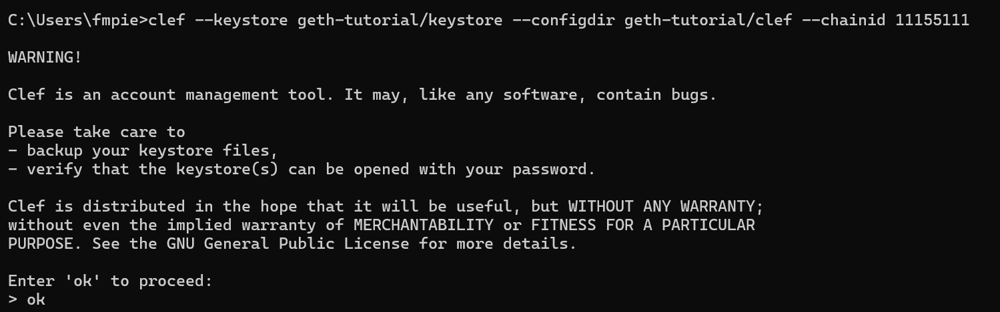 C:\Users\fmpie>clef --keystore geth-tutorial/keystore --configdir geth-tutorial/clef --chainid 11155111
WARNING!
Clef is an account management tool. It may, like any software, contain bugs.
Please take care to
- backup your keystore files,
- verify that the keystore(s) can be opened with your password.
Clef is distributed in the hope that it will be useful, but WITHOUT ANY WARRANTY;
without even the implied warranty of MERCHANTABILITY or FITNESS FOR A PARTICULAR
PURPOSE. See the GNU General Public License for more details.
Enter 'ok' to proceed:
> ok